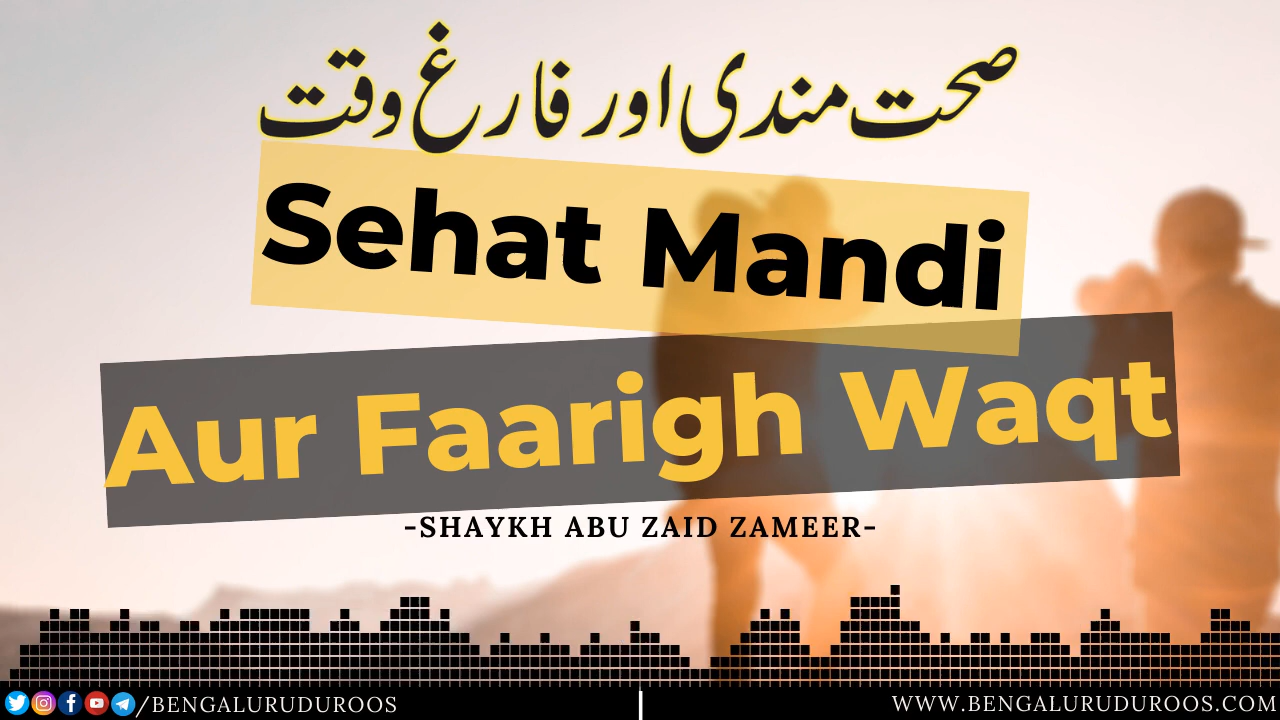 صحت مندی اور فارغ وقت
Sehat Mandi
Aur Faarigh Waqt
-SHAYKH ABU ZAID ZAMEER-
/BENGALURUDUROOS
WWW.BENGALURUDUROOS.COM